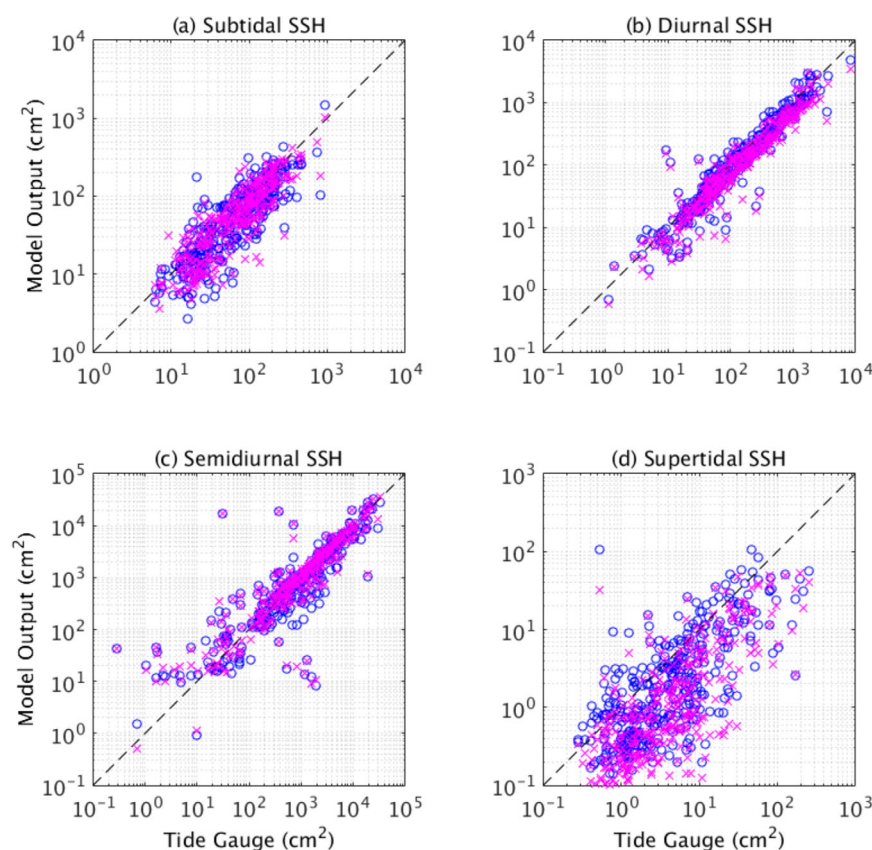 (a) Subtidal SSH
(b) Diurnal SSH
10^4
10^3
10^2
10^1
10^0
Model Output (cm^2)
10^0 10^1 10^2 10^3 10^4
10^4
10^3
10^2
10^1
10^0
10^-1
10^-1 10^0 10^1 10^2 10^3 10^4
(c) Semidiurnal SSH
(d) Supertidal SSH
10^5
10^4
10^3
10^2
10^1
10^0
10^-1
Model Output (cm^2)
10^-1 10^0 10^1 10^2 10^3 10^4 10^5
Tide Gauge (cm^2)
10^3
10^2
10^1
10^0
10^-1
10^0 10^1 10^2 10^3
Tide Gauge (cm^2)